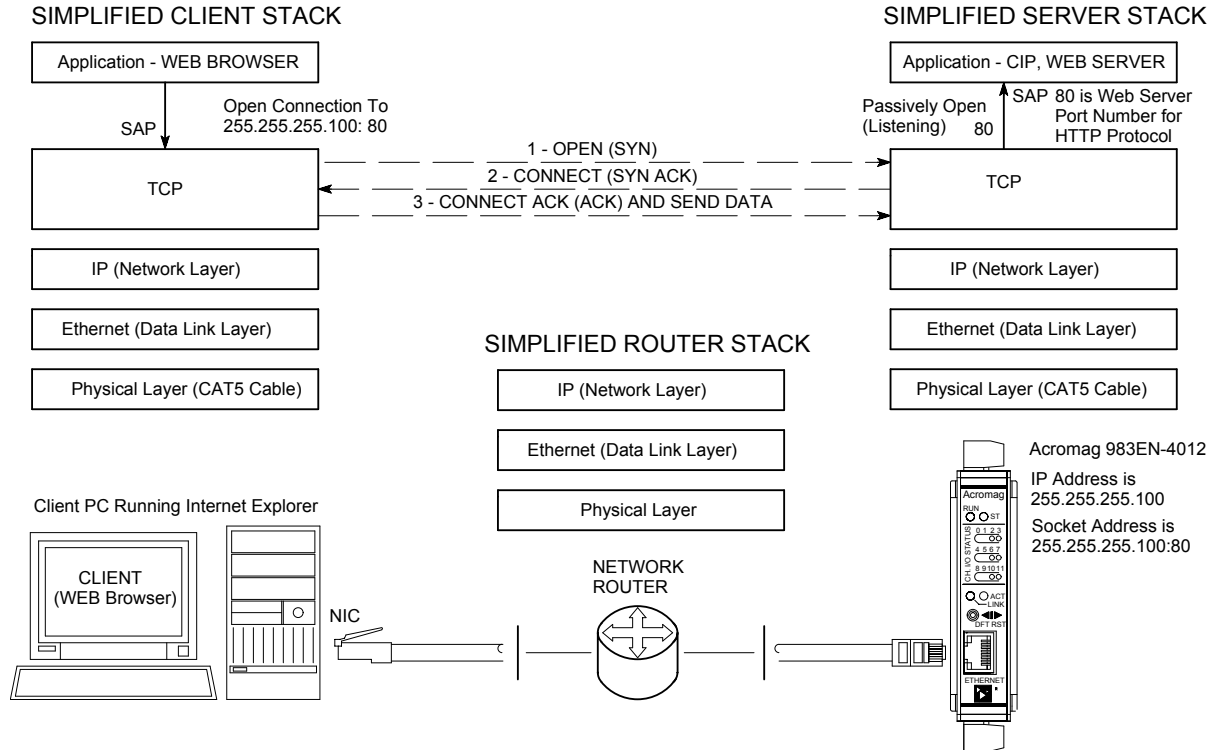 SIMPLIFIED CLIENT STACK
Application - WEB BROWSER
SAP
Open Connection To
255.255.255.100: 80
TCP
IP (Network Layer)
Ethernet (Data Link Layer)
Physical Layer (CAT5 Cable)
1 - OPEN (SYN)
2 - CONNECT (SYN ACK)
3 - CONNECT ACK (ACK) AND SEND DATA
SIMPLIFIED SERVER STACK
Application - CIP, WEB SERVER
Passively Open
(Listening)
80
SAP
80 is Web Server
Port Number for
HTTP Protocol
TCP
IP (Network Layer)
Ethernet (Data Link Layer)
Physical Layer (CAT5 Cable)
SIMPLIFIED ROUTER STACK
IP (Network Layer)
Ethernet (Data Link Layer)
Physical Layer
Client PC Running Internet Explorer
CLIENT
(WEB Browser)
NIC
NETWORK
ROUTER
Acromag
RUN
ST
CH. I/O STATUS
0 1 2 3
4 5 6 7
8 9 10 11
ACT
LINK
DFT RST
ETHERNET
Acromag 983EN-4012
IP Address is
255.255.255.100
Socket Address is
255.255.255.100:80